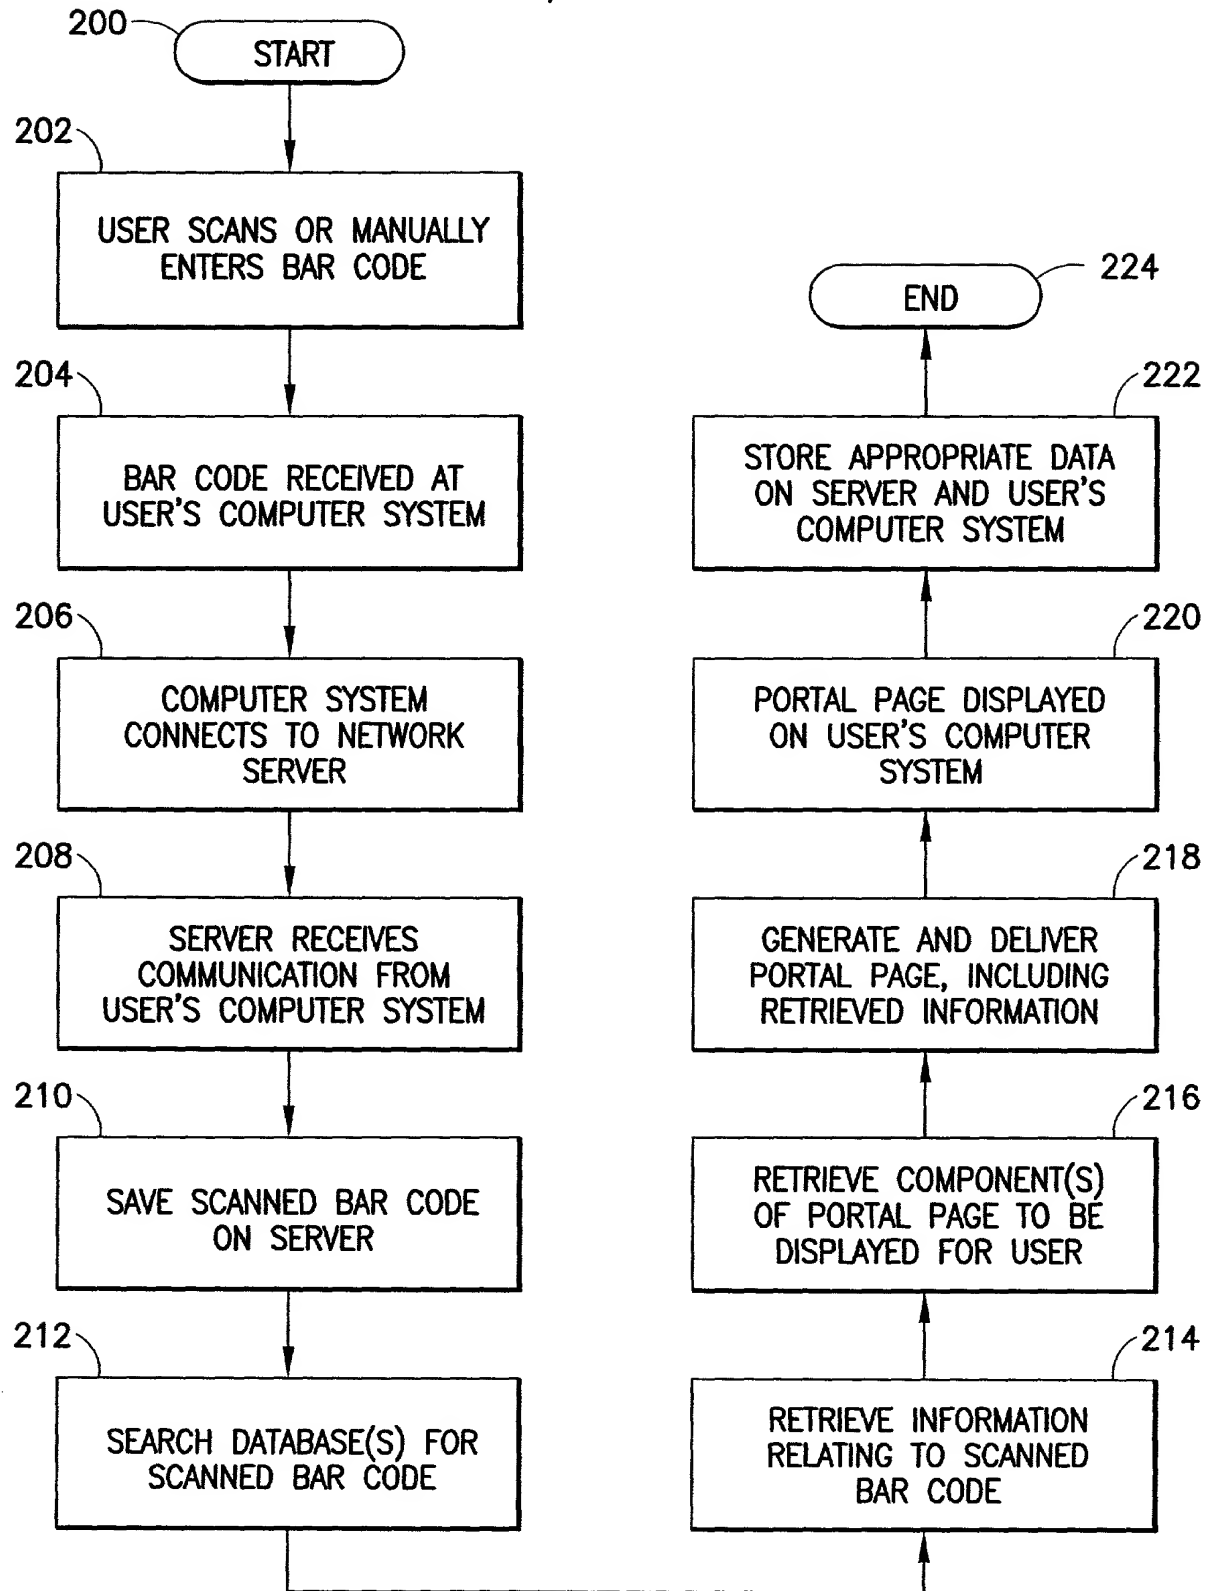 200
START
202
USER SCANS OR MANUALLY
ENTERS BAR CODE
204
BAR CODE RECEIVED AT
USER'S COMPUTER SYSTEM
206
COMPUTER SYSTEM
CONNECTS TO NETWORK
SERVER
208
SERVER RECEIVES
COMMUNICATION FROM
USER'S COMPUTER SYSTEM
210
SAVE SCANNED BAR CODE
ON SERVER
212
SEARCH DATABASE(S) FOR
SCANNED BAR CODE
214
RETRIEVE INFORMATION
RELATING TO SCANNED
BAR CODE
216
RETRIEVE COMPONENT(S)
OF PORTAL PAGE TO BE
DISPLAYED FOR USER
218
GENERATE AND DELIVER
PORTAL PAGE, INCLUDING
RETRIEVED INFORMATION
220
PORTAL PAGE DISPLAYED
ON USER'S COMPUTER
SYSTEM
222
STORE APPROPRIATE DATA
ON SERVER AND USER'S
COMPUTER SYSTEM
224
END